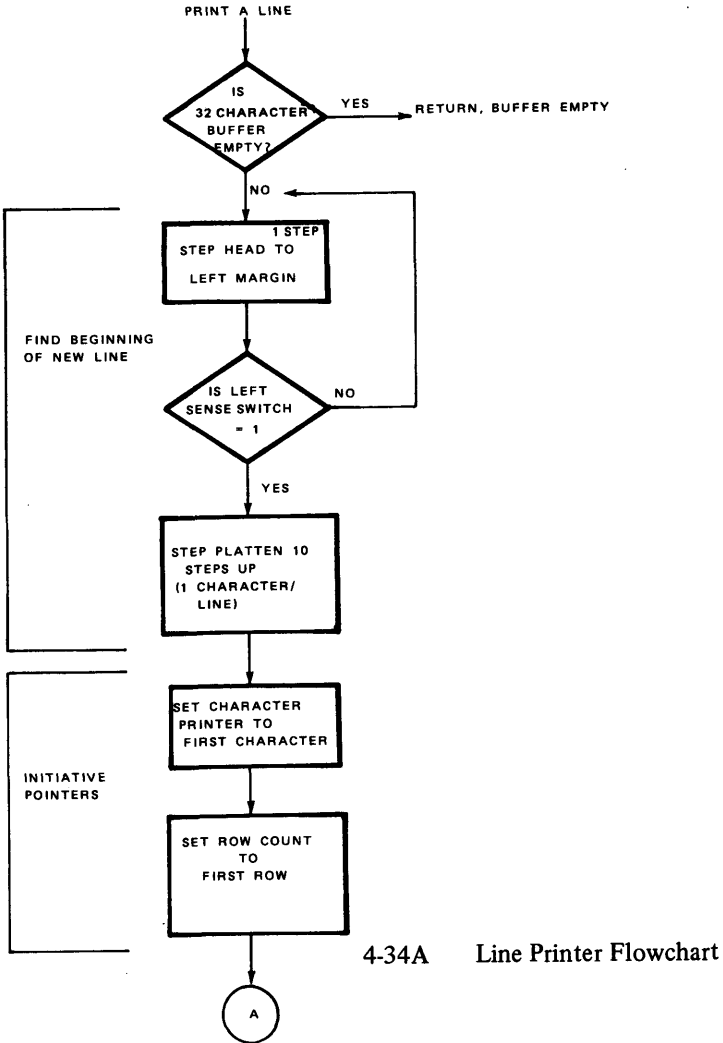 PRINT A LINE
IS
32 CHARACTER
BUFFER
EMPTY?
YES
RETURN, BUFFER EMPTY
NO
1 STEP
STEP HEAD TO
LEFT MARGIN
FIND BEGINNING
OF NEW LINE
IS LEFT
SENSE SWITCH
= 1
NO
YES
STEP PLATTEN 10
STEPS UP
(1 CHARACTER/
LINE)
SET CHARACTER
PRINTER TO
FIRST CHARACTER
INITIATIVE
POINTERS
SET ROW COUNT
TO
FIRST ROW
4-34A Line Printer Flowchart
A